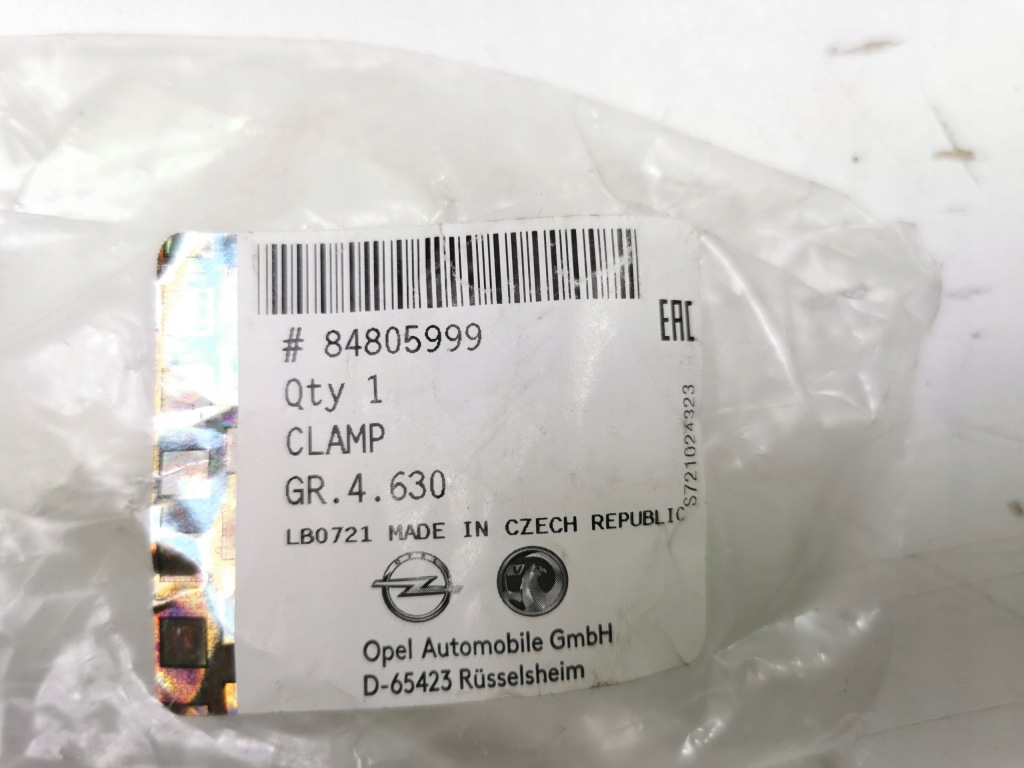 # 84805999
EAC
Qty 1
CLAMP
GR.4.630
LB0721 MADE IN CZECH REPUBLIC
S721024323
OPEL
Opel Automobile GmbH
D-65423 Rüsselsheim